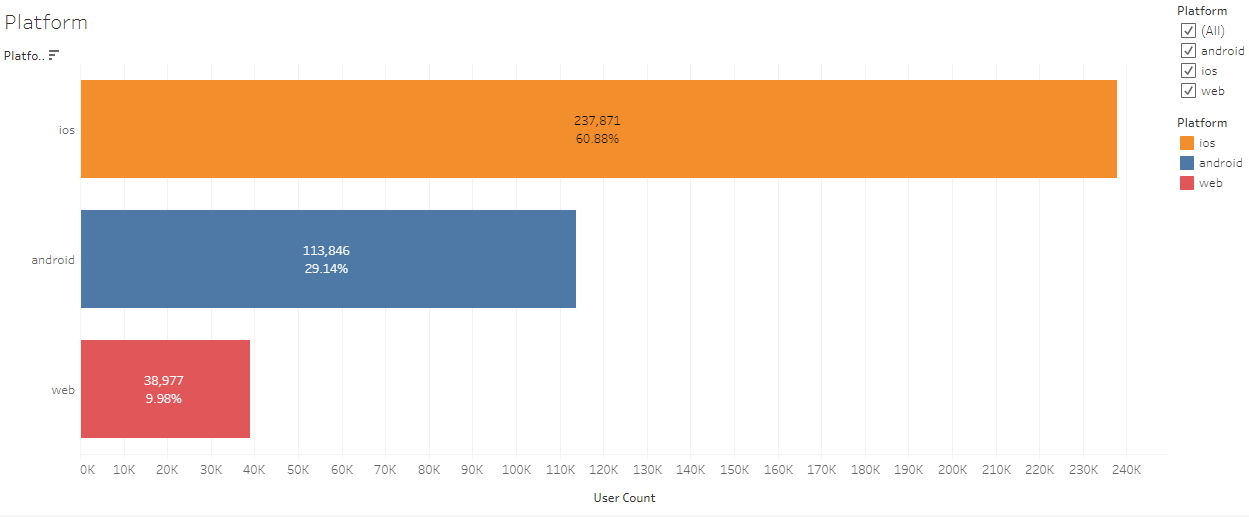 Platform
Platfo..
ios
237,871
60.88%
android
113,846
29.14%
web
38,977
9.98%
0K 10K 20K 30K 40K 50K 60K 70K 80K 90K 100K 110K 120K 130K 140K 150K 160K 170K 180K 190K 200K 210K 220K 230K 240K
User Count
Platform
(All)
android
ios
web
Platform
ios
android
web